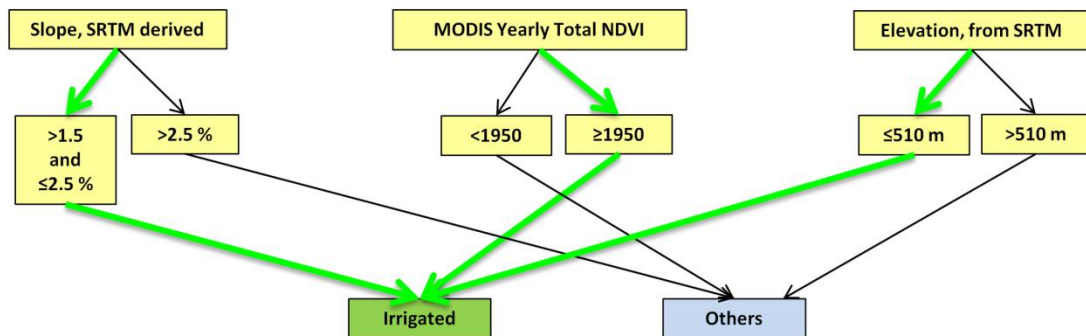 Slope, SRTM derived
MODIS Yearly Total NDVI
Elevation, from SRTM
>1.5
and
≤2.5 %
>2.5 %
<1950
≥1950
≤510 m
>510 m
Irrigated
Others